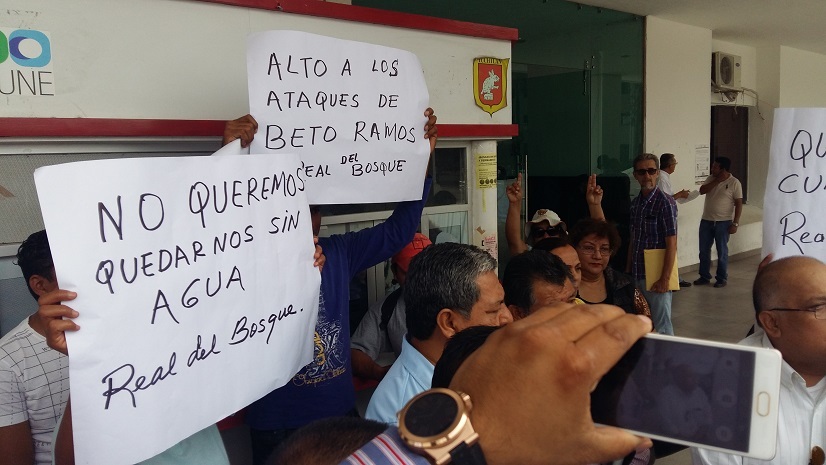 UNE
ALTO A LOS
ATAQUES DE
BETO RAMOS
REAL DEL BOSQUE
NO QUEREMOS
QUEDARNOS SIN
AGUA
Real del Bosque.
QU
CU
Rea